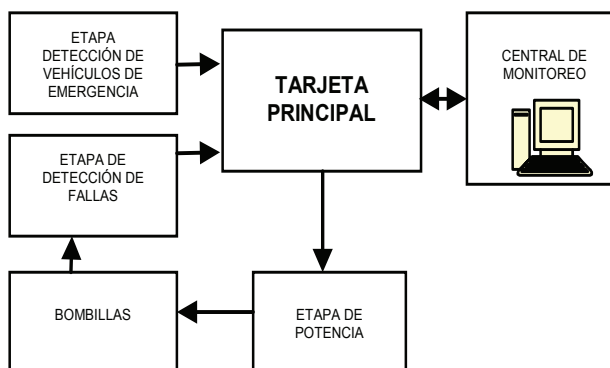 ETAPA
DETECCIÓN DE
VEHÍCULOS DE
EMERGENCIA
TARJETA
PRINCIPAL
CENTRAL DE
MONITOREO
ETAPA DE
DETECCIÓN DE
FALLAS
BOMBILLAS
ETAPA DE
POTENCIA